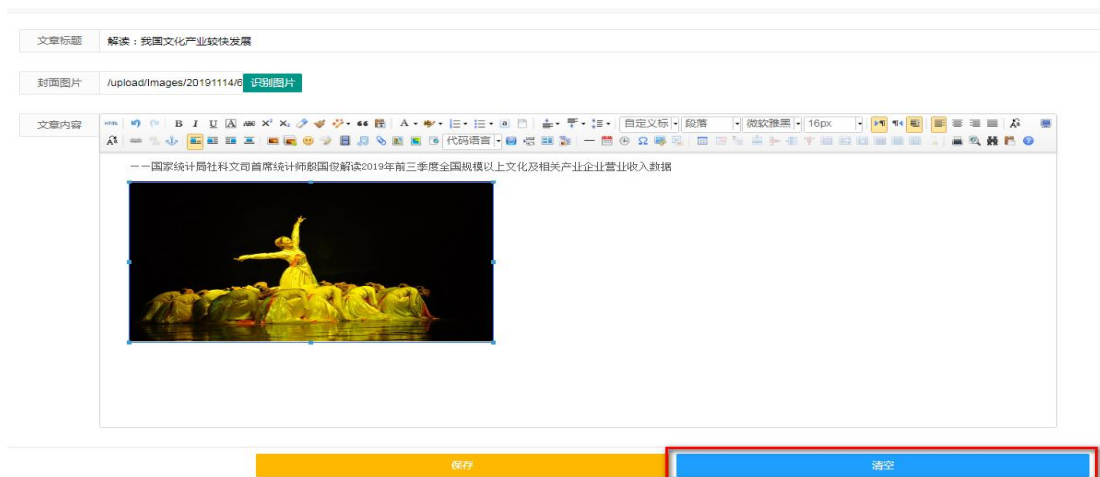 文章标题 解读：我国文化产业较快发展
封面图片 /upload/Images/20191114/6 识别图片
文章内容 HTML B I U A ABC X² X₂ A 自定义标 段落 微软雅黑 16px
代码语言
——国家统计局社科文司首席统计师殷国俊解读2019年前三季度全国规模以上文化及相关产业企业营业收入数据
保存 清空